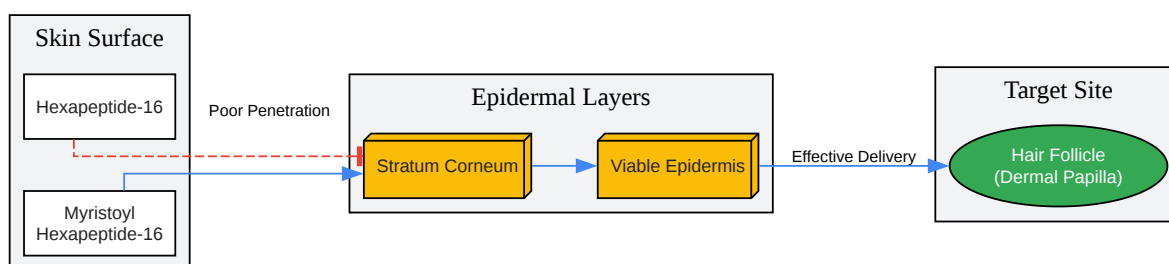 Skin Surface
Hexapeptide-16
Myristoyl
Hexapeptide-16
Poor Penetration
Epidermal Layers
Stratum Corneum
Viable Epidermis
Effective Delivery
Target Site
Hair Follicle
(Dermal Papilla)